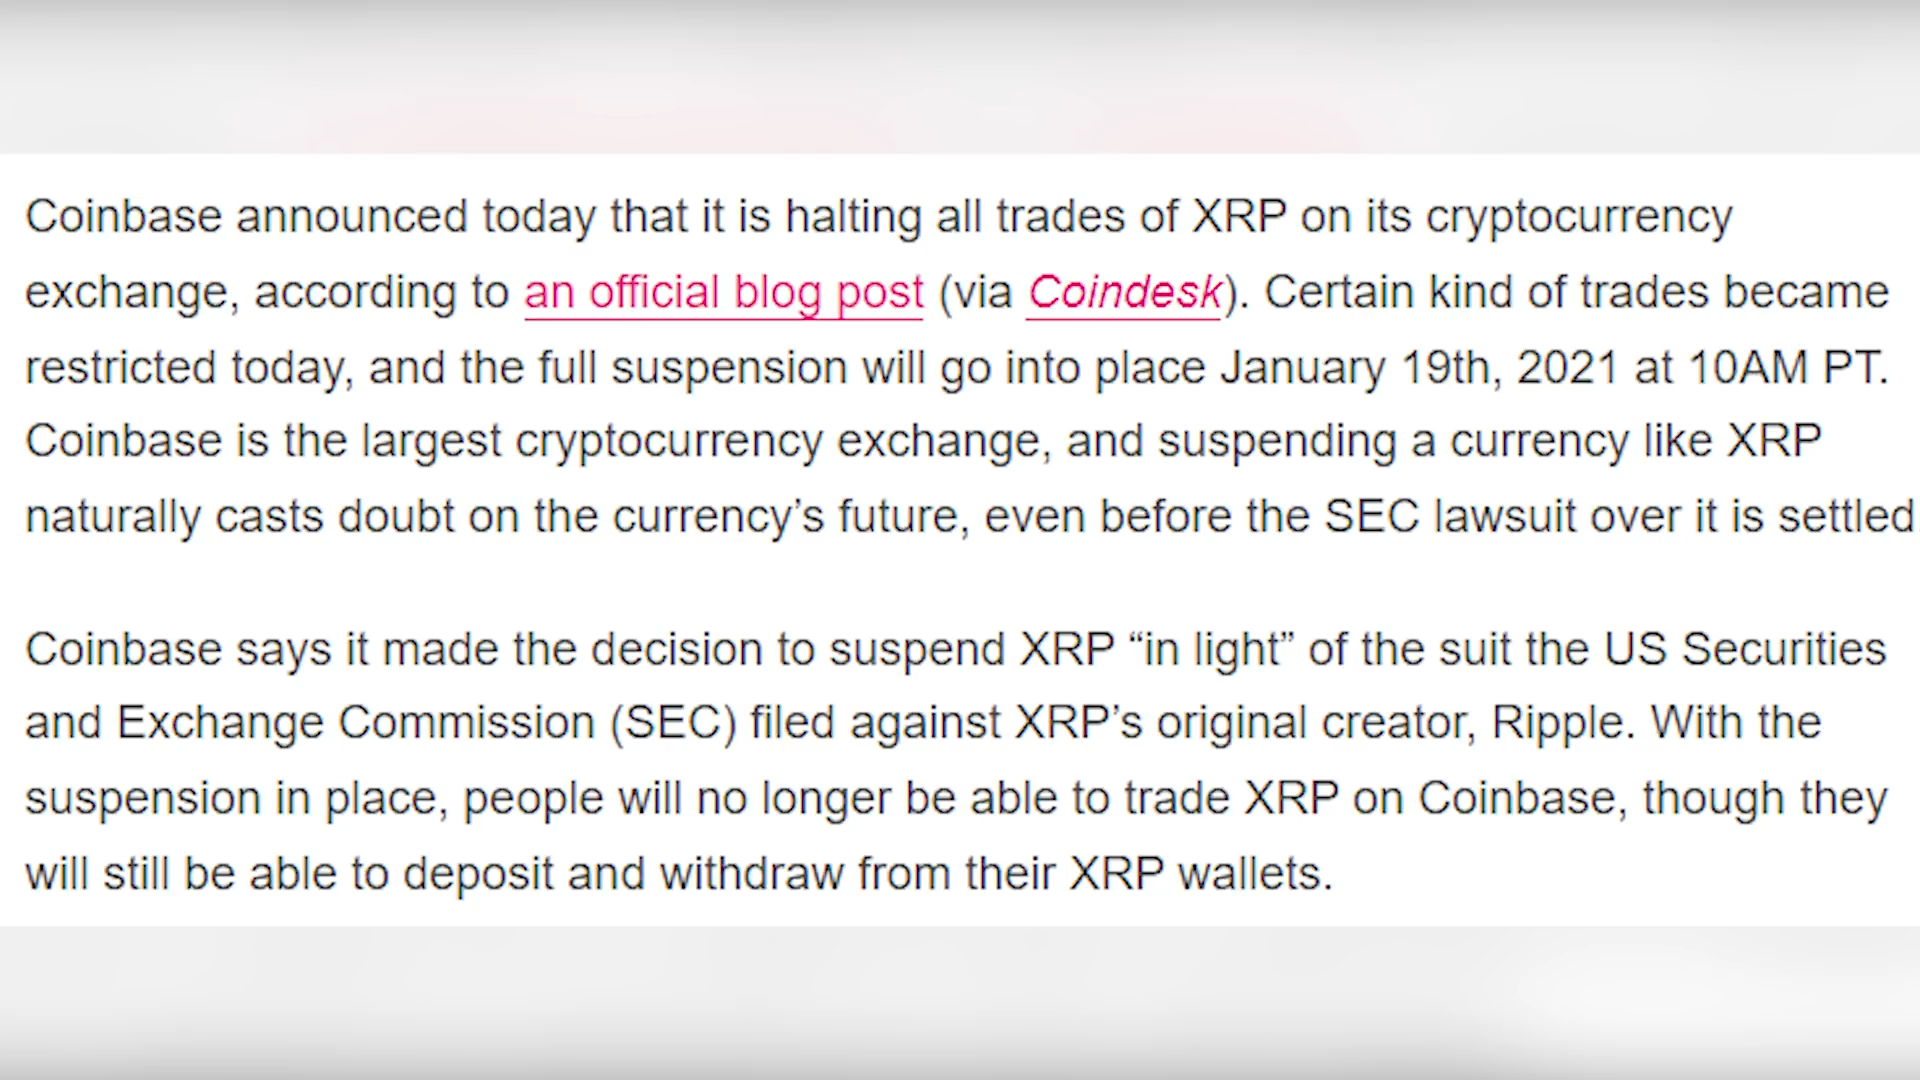 Coinbase announced today that it is halting all trades of XRP on its cryptocurrency
exchange, according to an official blog post (via Coindesk). Certain kind of trades became
restricted today, and the full suspension will go into place January 19th, 2021 at 10AM PT.
Coinbase is the largest cryptocurrency exchange, and suspending a currency like XRP
naturally casts doubt on the currency’s future, even before the SEC lawsuit over it is settled
Coinbase says it made the decision to suspend XRP “in light” of the suit the US Securities
and Exchange Commission (SEC) filed against XRP’s original creator, Ripple. With the
suspension in place, people will no longer be able to trade XRP on Coinbase, though they
will still be able to deposit and withdraw from their XRP wallets.